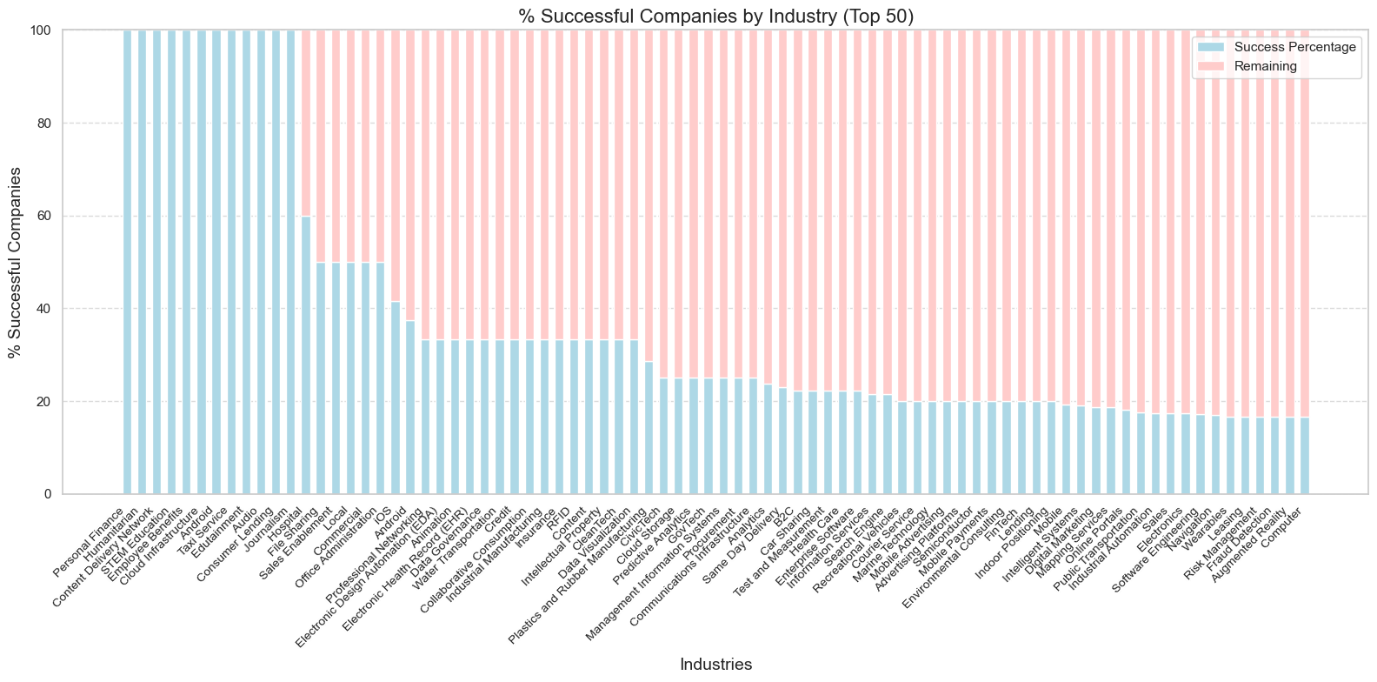 % Successful Companies by Industry (Top 50)
Success Percentage
Remaining
% Successful Companies
100
80
60
40
20
0
Personal Finance
Humanitarian
Content Delivery Network
STEM Education
Employee Benefits
Cloud Infrastructure
Android
Taxi Service
Edutainment
Audio
Consumer Lending
Journalism
Hospital
File Sharing
Sales Enablement
Local
Commercial
Office Administration
iOS
Android
Professional Networking
Electronic Design Automation (EDA)
Animation
Electronic Health Record (EHR)
Data Governance
Water Transportation
Credit
Collaborative Consumption
Industrial Manufacturing
Insurance
RFID
Content
Intellectual Property
CleanTech
Data Visualization
Plastics and Rubber Manufacturing
CivicTech
Cloud Storage
Predictive Analytics
GovTech
Management Information Systems
Procurement
Communications Infrastructure
Analytics
Same Day Delivery
B2C
Car Sharing
Test and Measurement
Health Care
Enterprise Software
Information Services
Search Engine
Recreational Vehicles
Courier Service
Marine Technology
Mobile Advertising
Advertising Platforms
Semiconductor
Mobile Payments
Environmental Consulting
FinTech
Lending
Indoor Positioning
Mobile
Intelligent Systems
Digital Marketing
Mapping Services
Online Portals
Public Transportation
Industrial Automation
Sales
Electronics
Software Engineering
Navigation
Wearables
Leasing
Risk Management
Fraud Detection
Augmented Reality
Computer
Industries